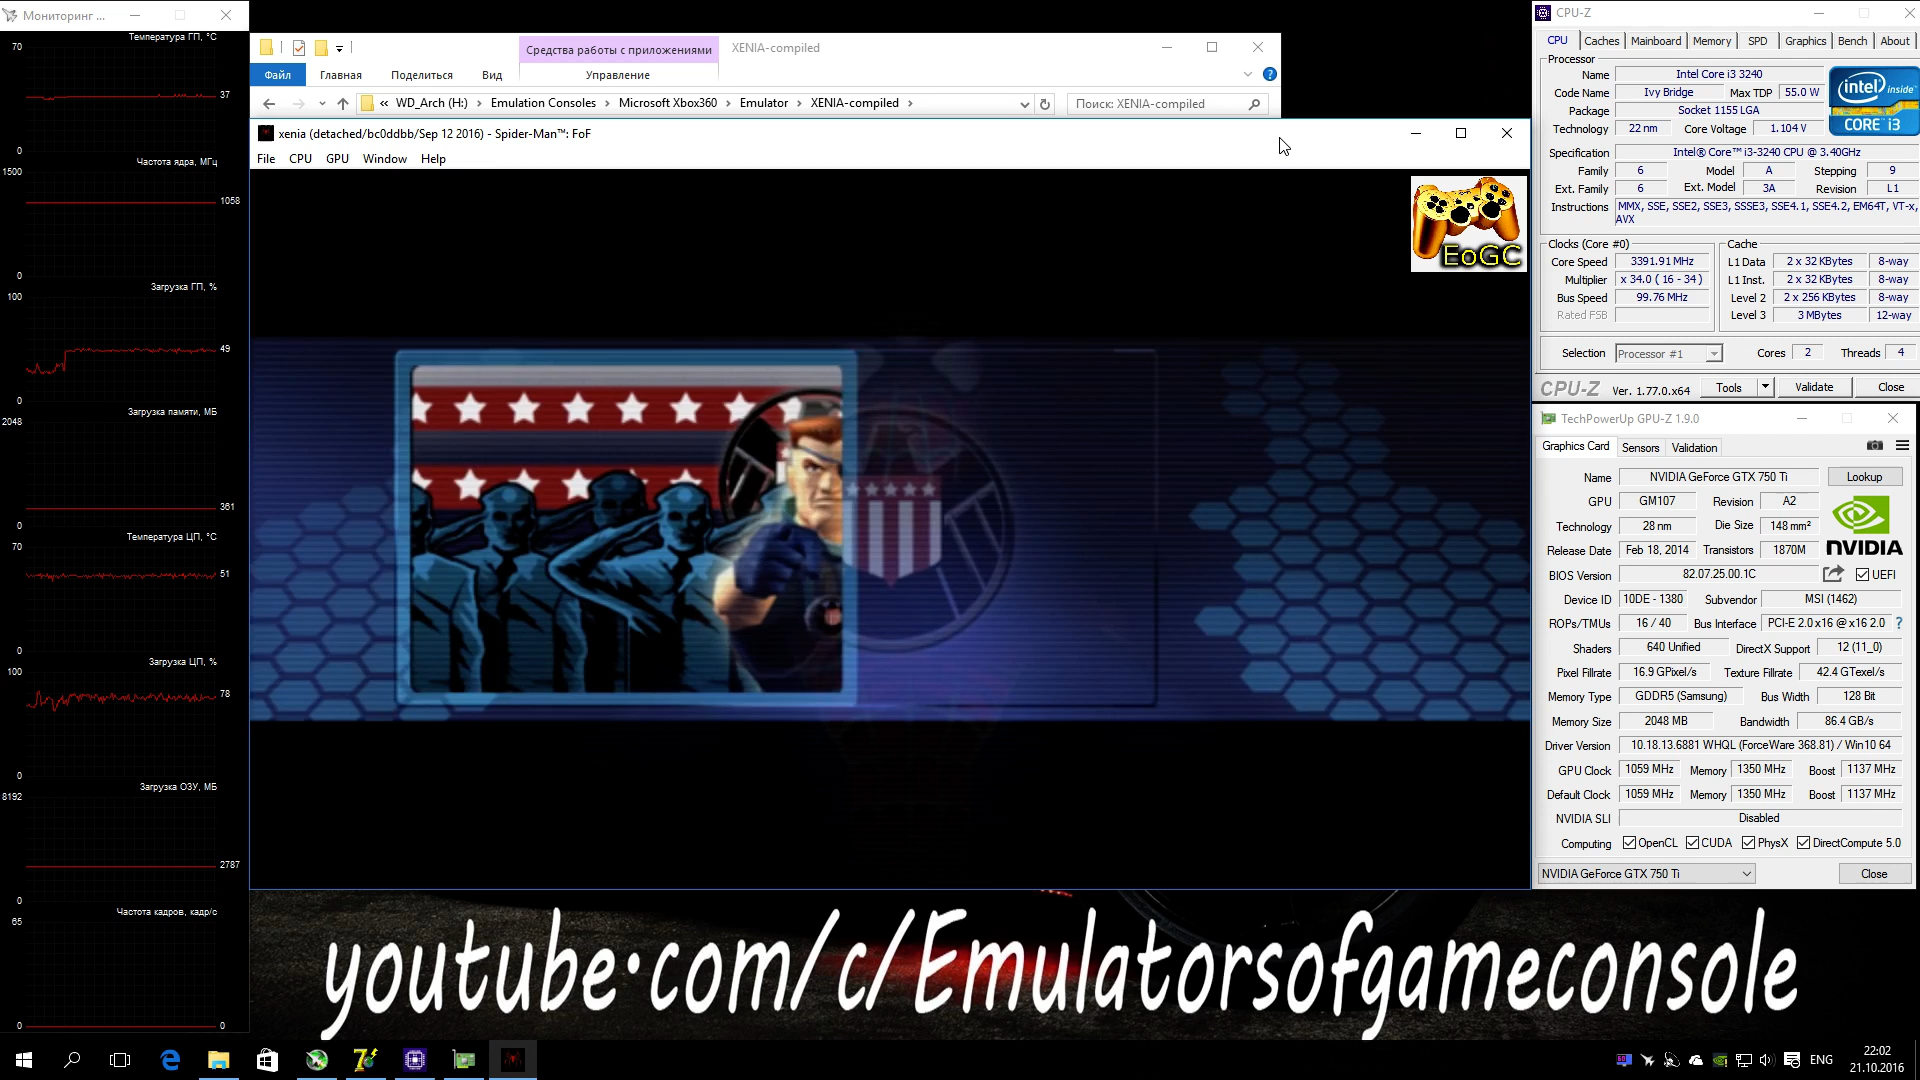 Мониторинг ...
Температура ГП, °C
70
37
0
Частота ядра, МГц
1500
1058
0
Загрузка ГП, %
100
49
0
Загрузка памяти, МБ
2048
361
0
Температура ЦП, °C
70
51
0
Загрузка ЦП, %
100
78
0
Загрузка ОЗУ, МБ
8192
2787
0
Частота кадров, кадр/с
65
0 0
Средства работы с приложениями XENIA-compiled
Файл Главная Поделиться Вид Управление
« WD_Arch (H:) Emulation Consoles Microsoft Xbox360 Emulator XENIA-compiled Поиск: XENIA-compiled
xenia (detached/bc0ddbb/Sep 12 2016) - Spider-Man™: FoF
File CPU GPU Window Help
EoGC
youtube.com/c/Emulatorsofgameconsole
CPU-Z
CPU Caches Mainboard Memory SPD Graphics Bench About
Processor
Name Intel Core i3 3240
Code Name Ivy Bridge Max TDP 55.0 W
Package Socket 1155 LGA
Technology 22 nm Core Voltage 1.104 V
intel inside™
CORE i3
Specification Intel® Core™ i3-3240 CPU @ 3.40GHz
Family 6 Model A Stepping 9
Ext. Family 6 Ext. Model 3A Revision L1
Instructions MMX, SSE, SSE2, SSE3, SSSE3, SSE4.1, SSE4.2, EM64T, VT-x,
AVX
Clocks (Core #0) Cache
Core Speed 3391.91 MHz L1 Data 2 x 32 KBytes 8-way
Multiplier x 34.0 ( 16 - 34 ) L1 Inst. 2 x 32 KBytes 8-way
Bus Speed 99.76 MHz Level 2 2 x 256 KBytes 8-way
Rated FSB Level 3 3 MBytes 12-way
Selection Processor #1 Cores 2 Threads 4
CPU-Z Ver. 1.77.0.x64 Tools Validate Close
TechPowerUp GPU-Z 1.9.0
Graphics Card Sensors Validation
Name NVIDIA GeForce GTX 750 Ti Lookup
GPU GM107 Revision A2
Technology 28 nm Die Size 148 mm²
Release Date Feb 18, 2014 Transistors 1870M
NVIDIA
BIOS Version 82.07.25.00.1C UEFI
Device ID 10DE - 1380 Subvendor MSI (1462)
ROPs/TMUs 16 / 40 Bus Interface PCI-E 2.0 x16 @ x16 2.0 ?
Shaders 640 Unified DirectX Support 12 (11_0)
Pixel Fillrate 16.9 GPixel/s Texture Fillrate 42.4 GTexel/s
Memory Type GDDR5 (Samsung) Bus Width 128 Bit
Memory Size 2048 MB Bandwidth 86.4 GB/s
Driver Version 10.18.13.6881 WHQL (ForceWare 368.81) / Win10 64
GPU Clock 1059 MHz Memory 1350 MHz Boost 1137 MHz
Default Clock 1059 MHz Memory 1350 MHz Boost 1137 MHz
NVIDIA SLI Disabled
Computing OpenCL CUDA PhysX DirectCompute 5.0
NVIDIA GeForce GTX 750 Ti Close
ENG
22:02
21.10.2016